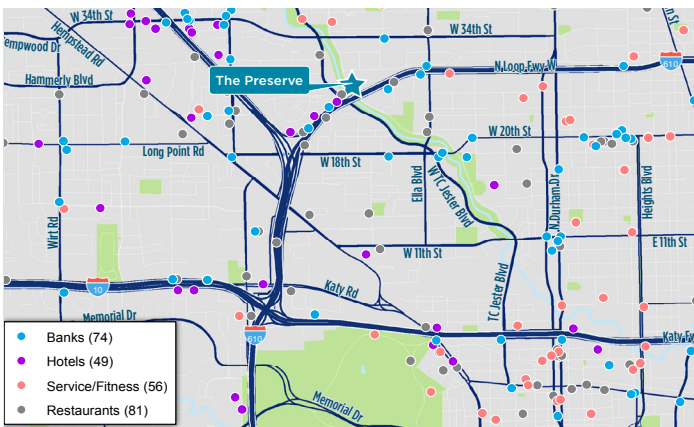 W 34th St
W 34th St
Hempstead Rd
empwood Dr
Hammerly Blvd
The Preserve
N Loop Fwy W
610
Long Point Rd
W 18th St
W 20th St
Ella Blvd
W TC Jester Blvd
N Durham Dr
Heights Blvd
Wirt Rd
W 11th St
E 11th St
TC Jester Blvd
10
Katy Rd
Memorial Dr
610
Katy Fw
Memorial Dr
Banks (74)
Hotels (49)
Service/Fitness (56)
Restaurants (81)